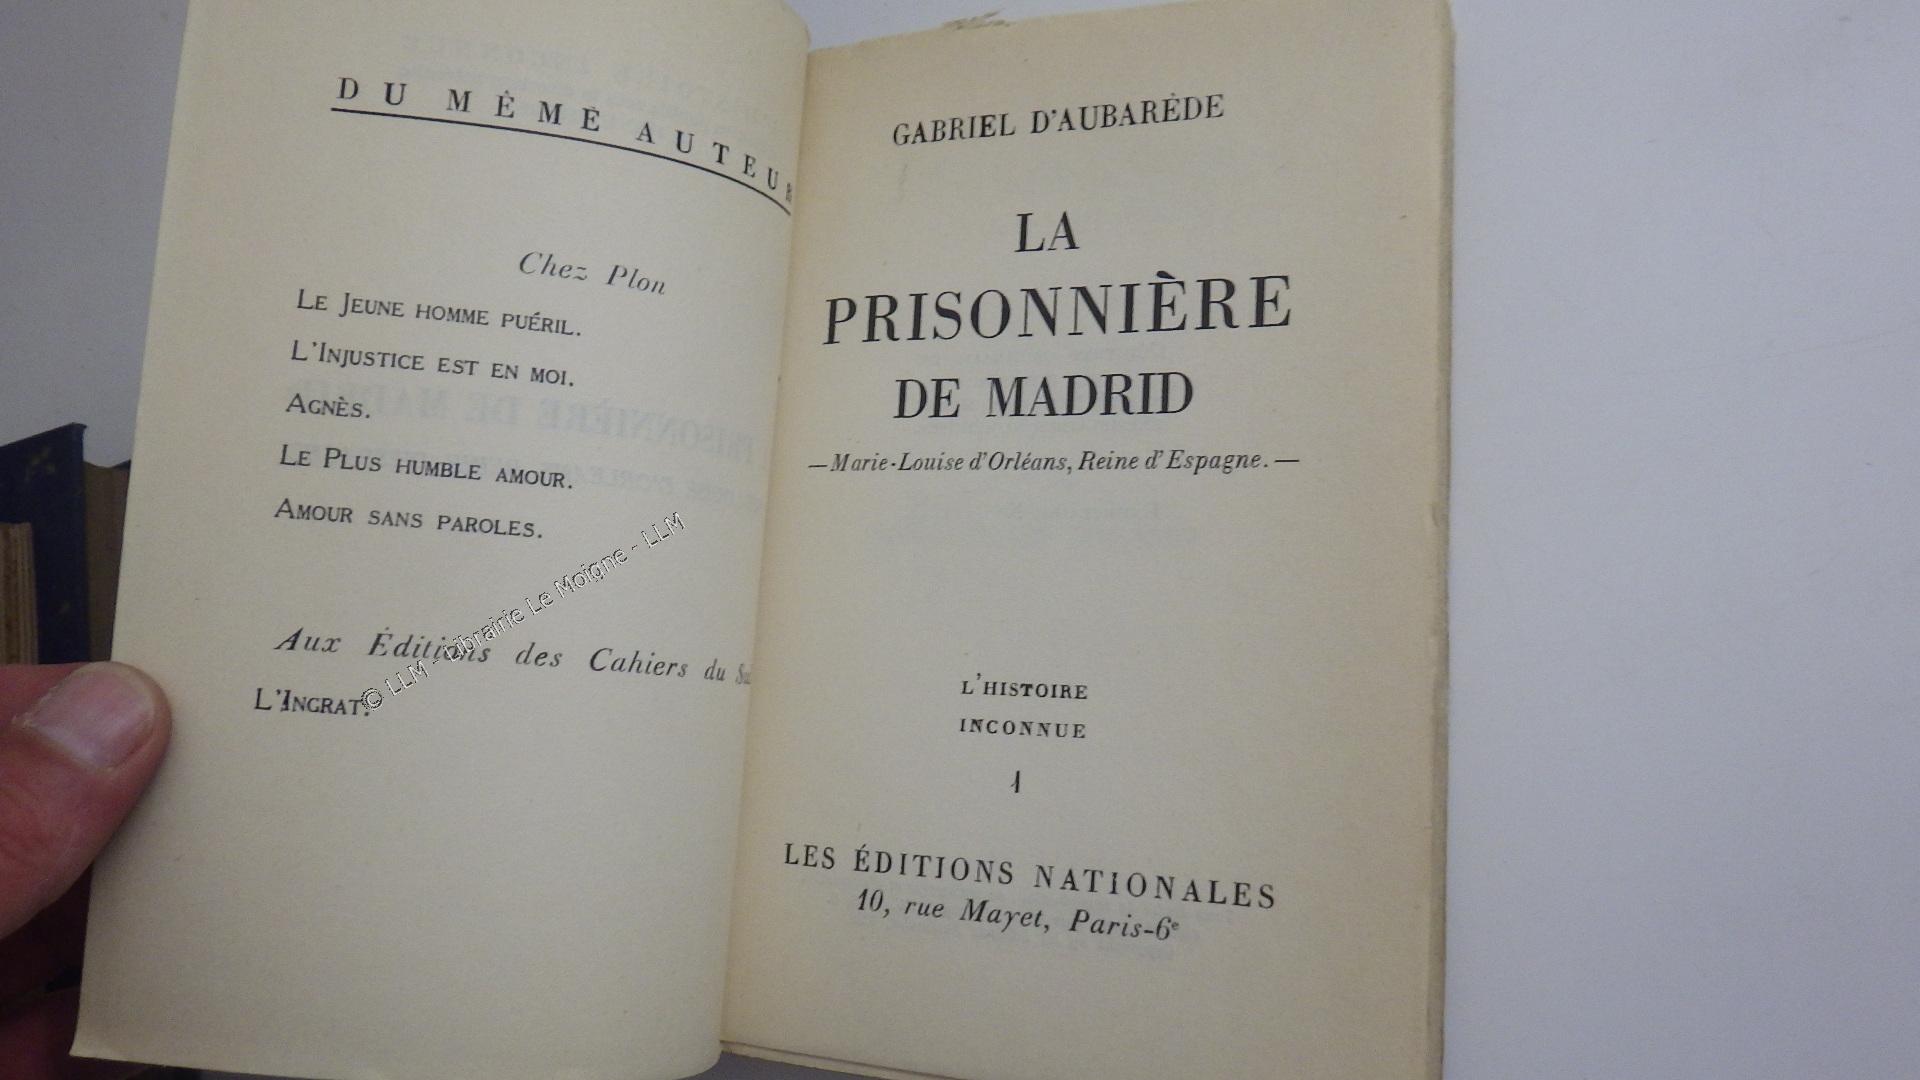 DU MÊME AUTEUR
Chez Plon
LE JEUNE HOMME PUÉRIL.
L'INJUSTICE EST EN MOI.
AGNÈS.
LE PLUS HUMBLE AMOUR.
AMOUR SANS PAROLES.
Aux Éditions des Cahiers du
L'INGRAT.
© LLM - Librairie Le Moigne - LLM
GABRIEL D'AUBARÈDE
LA
PRISONNIÈRE
DE MADRID
—Marie-Louise d'Orléans, Reine d'Espagne.—
L'HISTOIRE
INCONNUE
1
LES ÉDITIONS NATIONALES
10, rue Mayet, Paris-6e